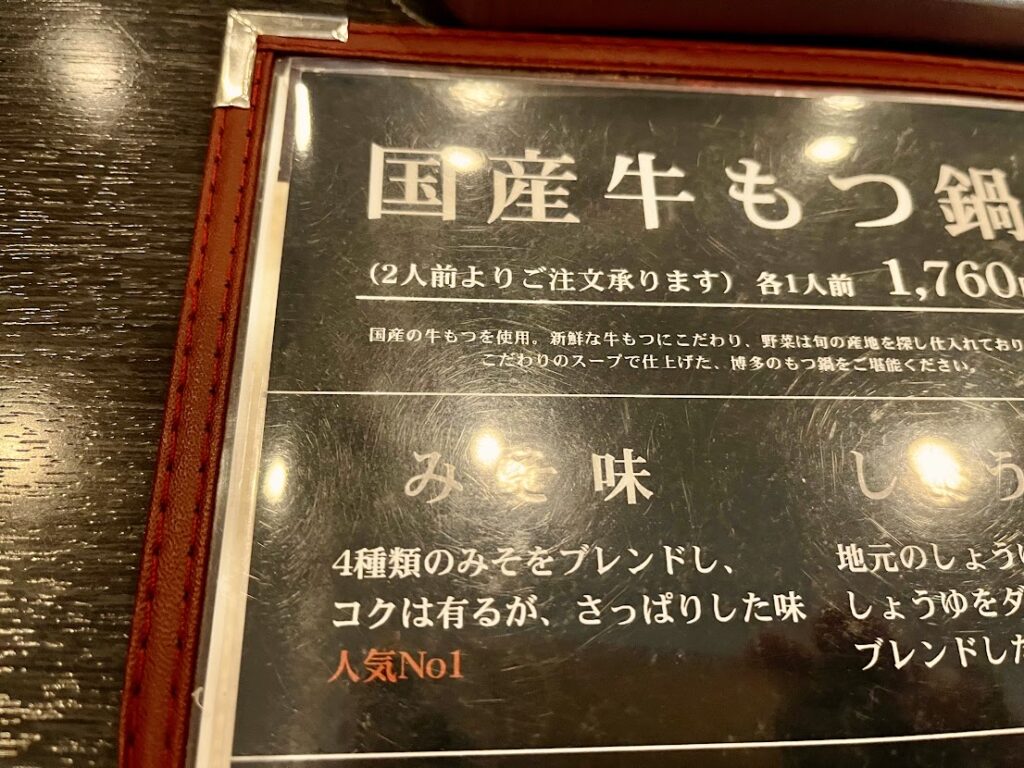 国産牛もつ鍋
（2人前よりご注文承ります）各1人前 1,760
国産の牛もつを使用。新鮮な牛もつにこだわり、野菜は旬の産地を探し仕入れており
こだわりのスープで仕上げた、博多のもつ鍋をご堪能ください。
みそ味
しょう
4種類のみそをブレンドし、
コクは有るが、さっぱりした味
人気No1
地元のしょうゆ
しょうゆをダ
ブレンドした